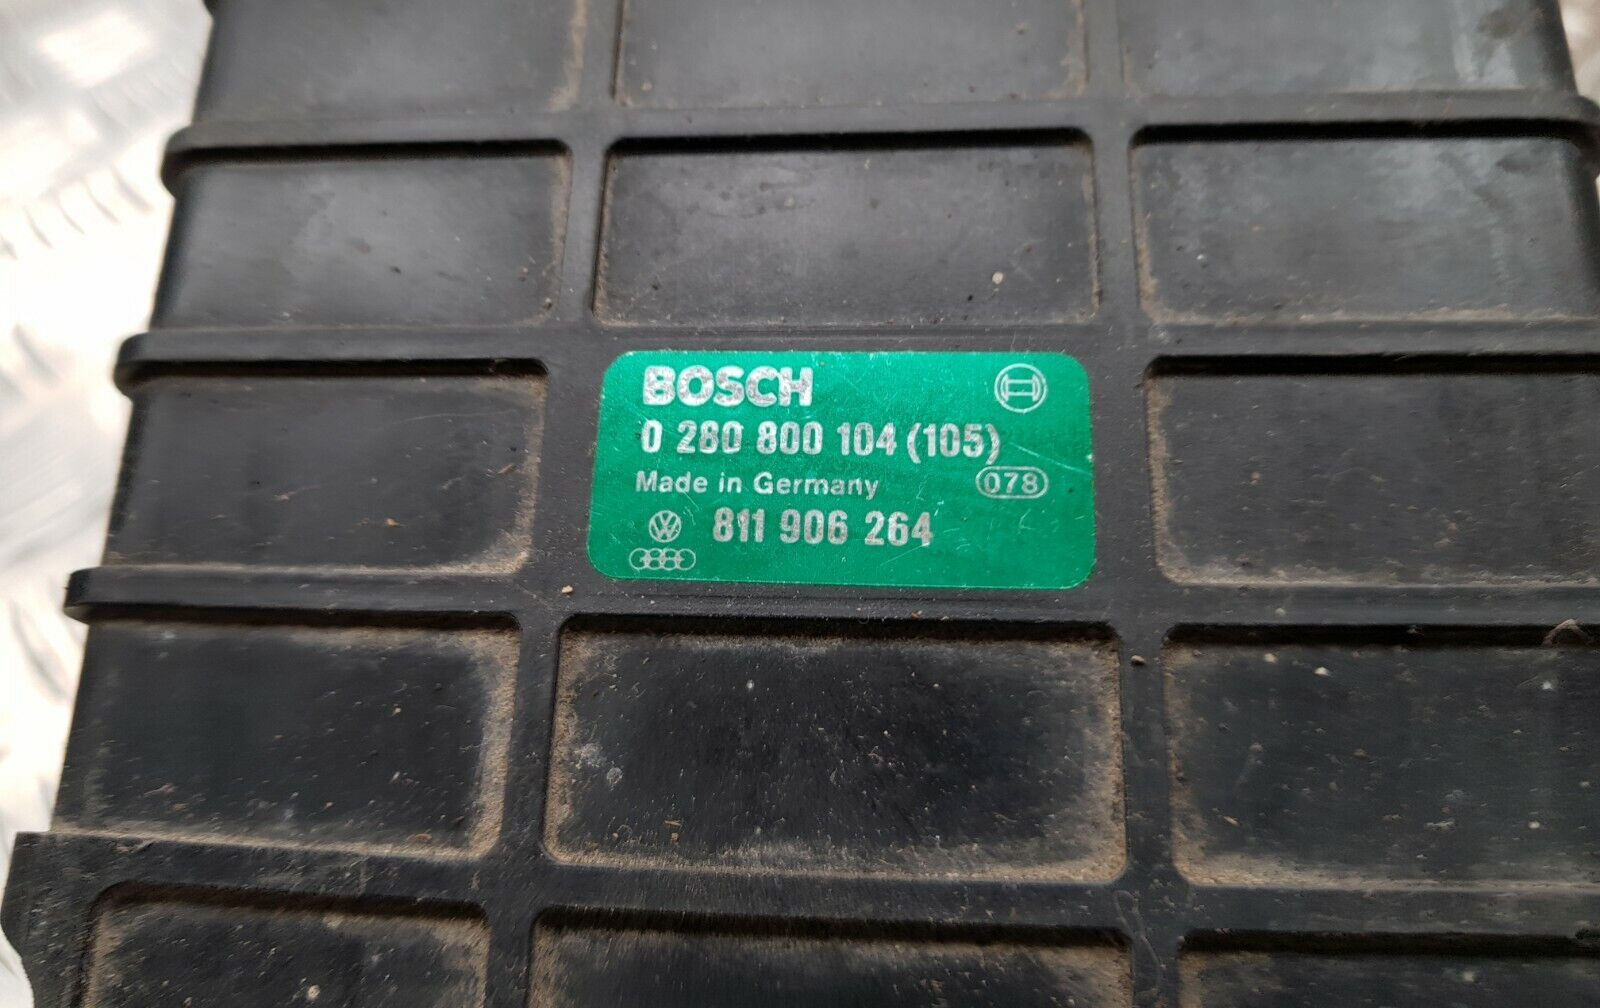 BOSCH
0 280 800 104 (105)
Made in Germany 078
811 906 264